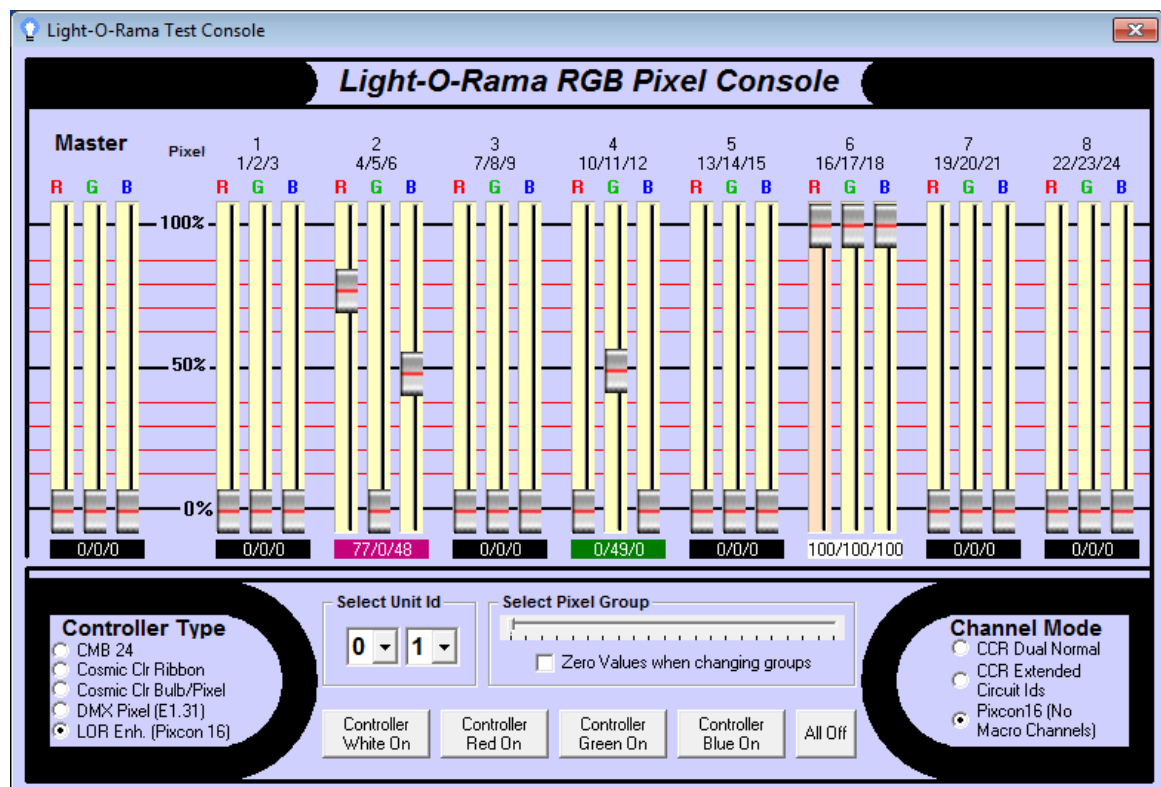 Light-O-Rama Test Console
Light-O-Rama RGB Pixel Console
Master Pixel 1 2 3 4 5 6 7 8
1/2/3 4/5/6 7/8/9 10/11/12 13/14/15 16/17/18 19/20/21 22/23/24
R G B R G B R G B R G B R G B R G B R G B R G B R G B
100%
50%
0%
0/0/0 0/0/0 77/0/48 0/0/0 0/49/0 0/0/0 100/100/100 0/0/0 0/0/0
Controller Type
CMB 24
Cosmic Clr Ribbon
Cosmic Clr Bulb/Pixel
DMX Pixel (E1.31)
LOR Enh. (Pixcon 16)
Select Unit Id
0 1
Select Pixel Group
Zero Values when changing groups
Controller
White On
Controller
Red On
Controller
Green On
Controller
Blue On
All Off
Channel Mode
CCR Dual Normal
CCR Extended
Circuit Ids
Pixcon16 (No
Macro Channels)